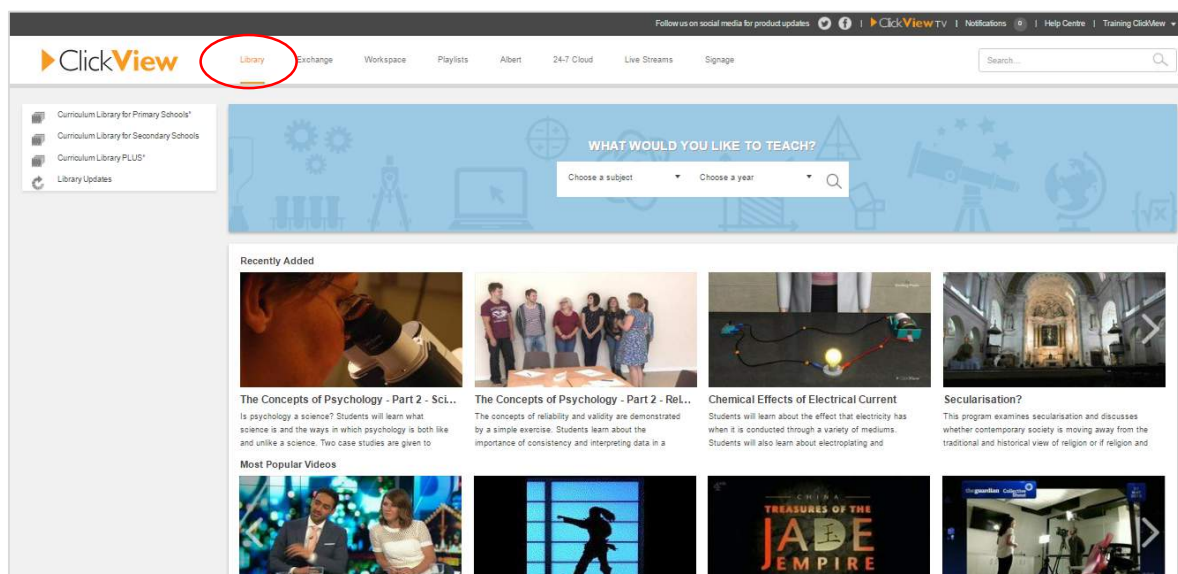 Follow us on social media for product updates | ClickView TV | Notifications 0 | Help Centre | Training ClickView
ClickView
Library Exchange Workspace Playlists Albert 24-7 Cloud Live Streams Signage Search...
Curriculum Library for Primary Schools*
Curriculum Library for Secondary Schools
Curriculum Library PLUS*
Library Updates
WHAT WOULD YOU LIKE TO TEACH?
Choose a subject Choose a year
Recently Added
The Concepts of Psychology - Part 2 - Sci...
Is psychology a science? Students will learn what
science is and the ways in which psychology is both like
and unlike a science. Two case studies are given to
The Concepts of Psychology - Part 2 - Rel...
The concepts of reliability and validity are demonstrated
by a simple exercise. Students learn about the
importance of consistency and interpreting data in a
Chemical Effects of Electrical Current
Students will learn about the effect that electricity has
when it is conducted through a variety of mediums.
Students will also learn about electroplating and
Secularisation?
This program examines secularisation and discusses
whether contemporary society is moving away from the
traditional and historical view of religion or if religion and
Most Popular Videos
CHINA
TREASURES OF THE
JADE
EMPIRE
theguardian